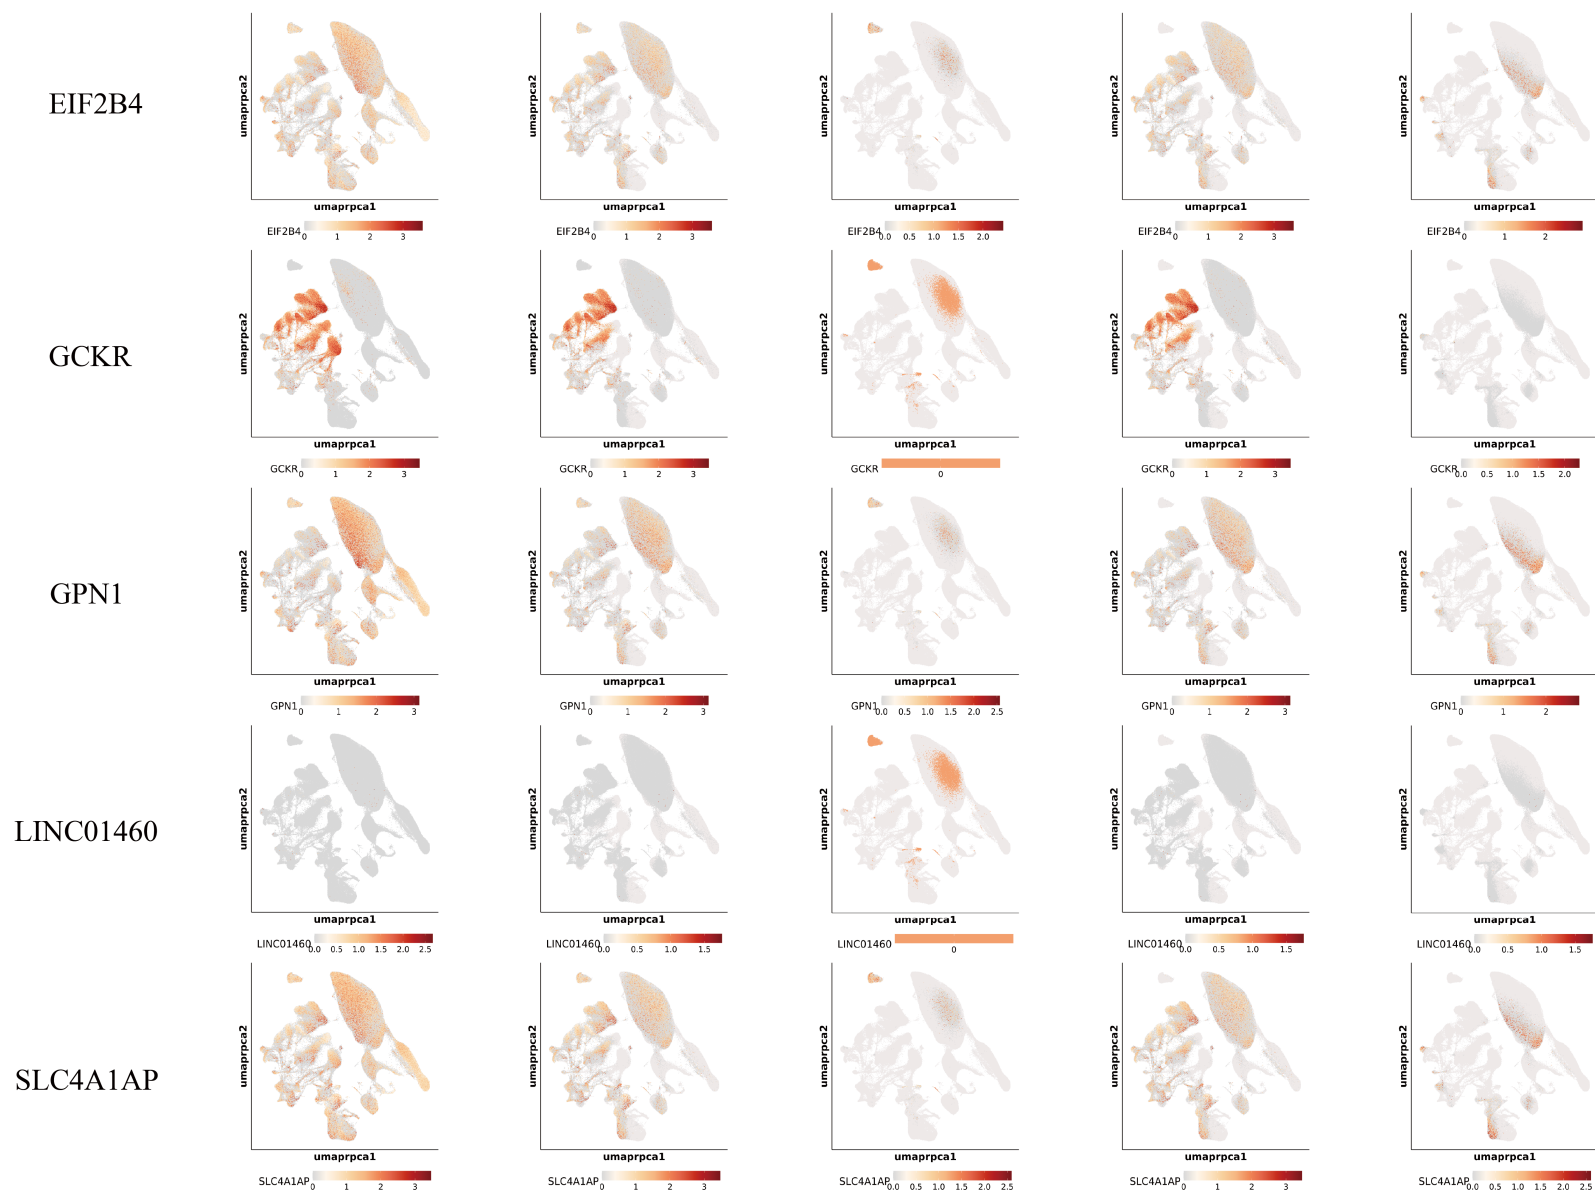 EIF2B4
umaprpca2 umaprpca2 umaprpca2 umaprpca2 umaprpca2
umaprpca1 umaprpca1 umaprpca1 umaprpca1 umaprpca1
EIF2B4 0 1 2 3 EIF2B4 0 1 2 3 EIF2B4 0.0 0.5 1.0 1.5 2.0 EIF2B4 0 1 2 3 EIF2B4 0 1 2
GCKR
umaprpca2 umaprpca2 umaprpca2 umaprpca2 umaprpca2
umaprpca1 umaprpca1 umaprpca1 umaprpca1 umaprpca1
GCKR 0 1 2 3 GCKR 0 1 2 3 GCKR 0 GCKR 0 1 2 3 GCKR 0.0 0.5 1.0 1.5 2.0
GPN1
umaprpca2 umaprpca2 umaprpca2 umaprpca2 umaprpca2
umaprpca1 umaprpca1 umaprpca1 umaprpca1 umaprpca1
GPN1 0 1 2 3 GPN1 0 1 2 3 GPN1 0.0 0.5 1.0 1.5 2.0 2.5 GPN1 0 1 2 3 GPN1 0 1 2
LINC01460
umaprpca2 umaprpca2 umaprpca2 umaprpca2 umaprpca2
umaprpca1 umaprpca1 umaprpca1 umaprpca1 umaprpca1
LINC01460 0.0 0.5 1.0 1.5 2.0 2.5 LINC01460 0.0 0.5 1.0 1.5 LINC01460 0 LINC01460 0.0 0.5 1.0 1.5 LINC01460 0.0 0.5 1.0 1.5
SLC4A1AP
umaprpca2 umaprpca2 umaprpca2 umaprpca2 umaprpca2
umaprpca1 umaprpca1 umaprpca1 umaprpca1 umaprpca1
SLC4A1AP 0 1 2 3 SLC4A1AP 0 1 2 3 SLC4A1AP 0.0 0.5 1.0 1.5 2.0 2.5 SLC4A1AP 0 1 2 3 SLC4A1AP 0.0 0.5 1.0 1.5 2.0 2.5